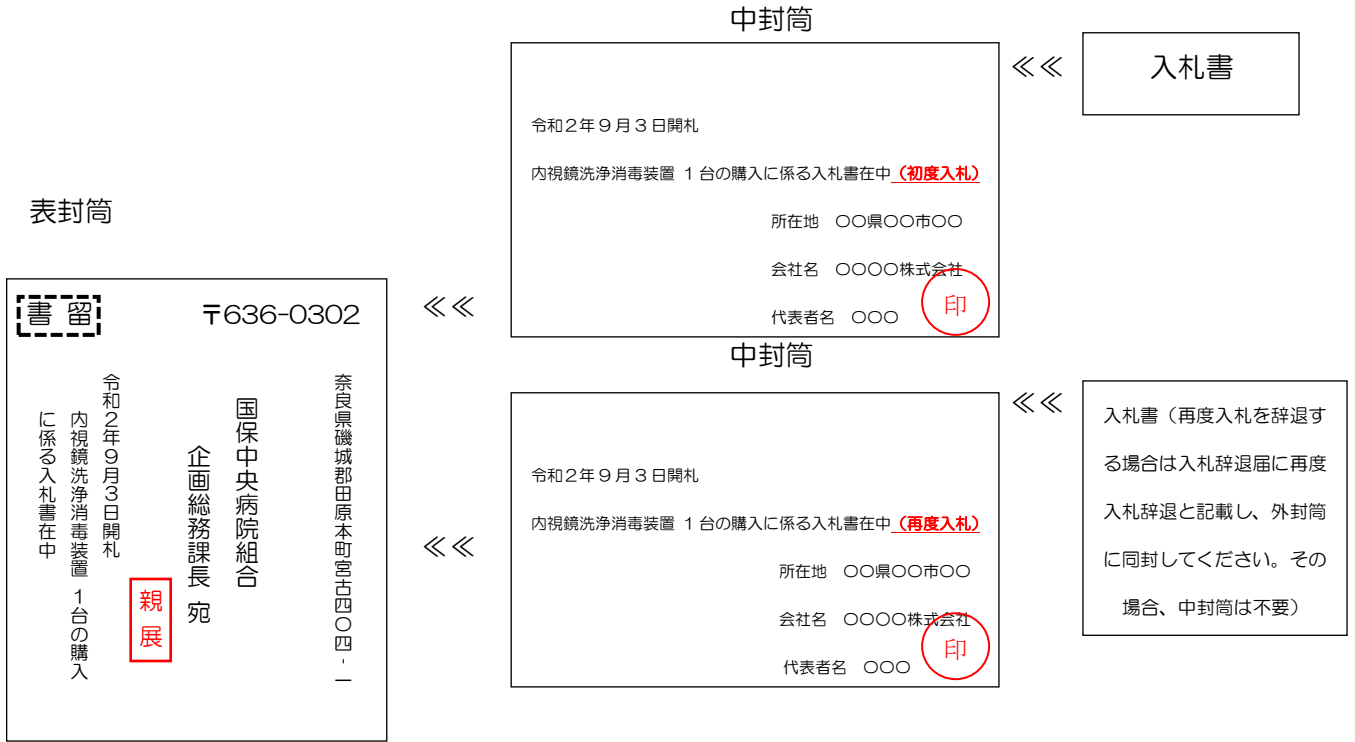 中封筒
≪≪
入札書
令和2年9月3日開札
内視鏡洗浄消毒装置 1台の購入に係る入札書在中(初度入札)
所在地 〇〇県〇〇市〇〇
会社名 〇〇〇〇株式会社
代表者名 〇〇〇
印
表封筒
書留
〒636-0302
奈良県磯城郡田原本町宮古四〇四-一
国保中央病院組合
企画総務課長 宛
親展
令和2年9月3日開札
内視鏡洗浄消毒装置 1台の購入
に係る入札書在中
≪≪
中封筒
≪≪
令和2年9月3日開札
内視鏡洗浄消毒装置 1台の購入に係る入札書在中(再度入札)
所在地 〇〇県〇〇市〇〇
会社名 〇〇〇〇株式会社
代表者名 〇〇〇
印
≪≪
入札書(再度入札を辞退す
る場合は入札辞退届に再度
入札辞退と記載し、外封筒
に同封してください。その
場合、中封筒は不要)